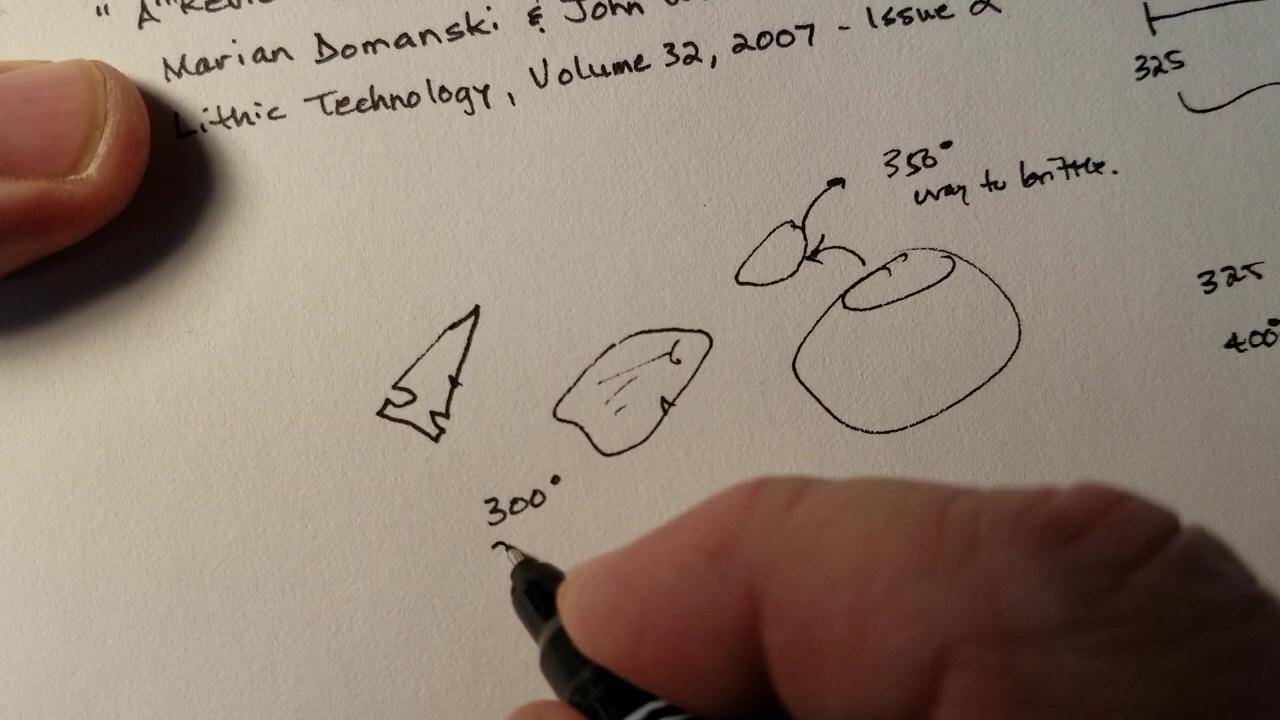 " A
Marian Domanski & John
Lithic Technology, Volume 32, 2007 - Issue 2
325
350°
way to brittle.
325
400°
300°